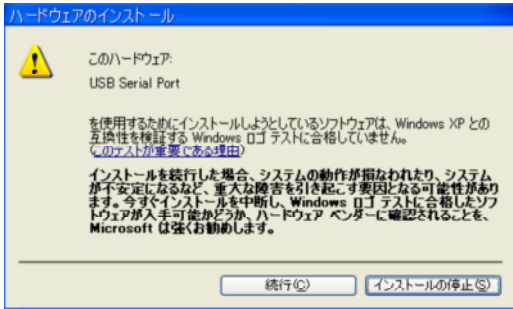 ハードウェアのインストール
このハードウェア:
USB Serial Port
を使用するためにインストールしようとしているソフトウェアは、Windows XP との
互換性を検証する Windows ロゴ テストに合格していません。
(このテストが重要である理由)
インストールを続行した場合、システムの動作が損なわれたり、システム
が不安定になるなど、重大な障害を引き起こす要因となる可能性があり
ます。今すぐインストールを中断し、Windows ロゴ テストに合格したソフ
トウェアが入手可能かどうか、ハードウェア ベンダーに確認されることを、
Microsoft は強くお勧めします。
続行(C)
インストールの停止(S)